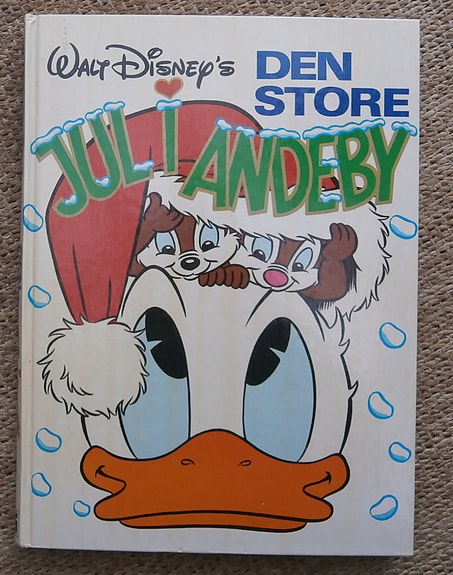 WALT DISNEY'S
DEN
STORE
JUL I ANDEBY